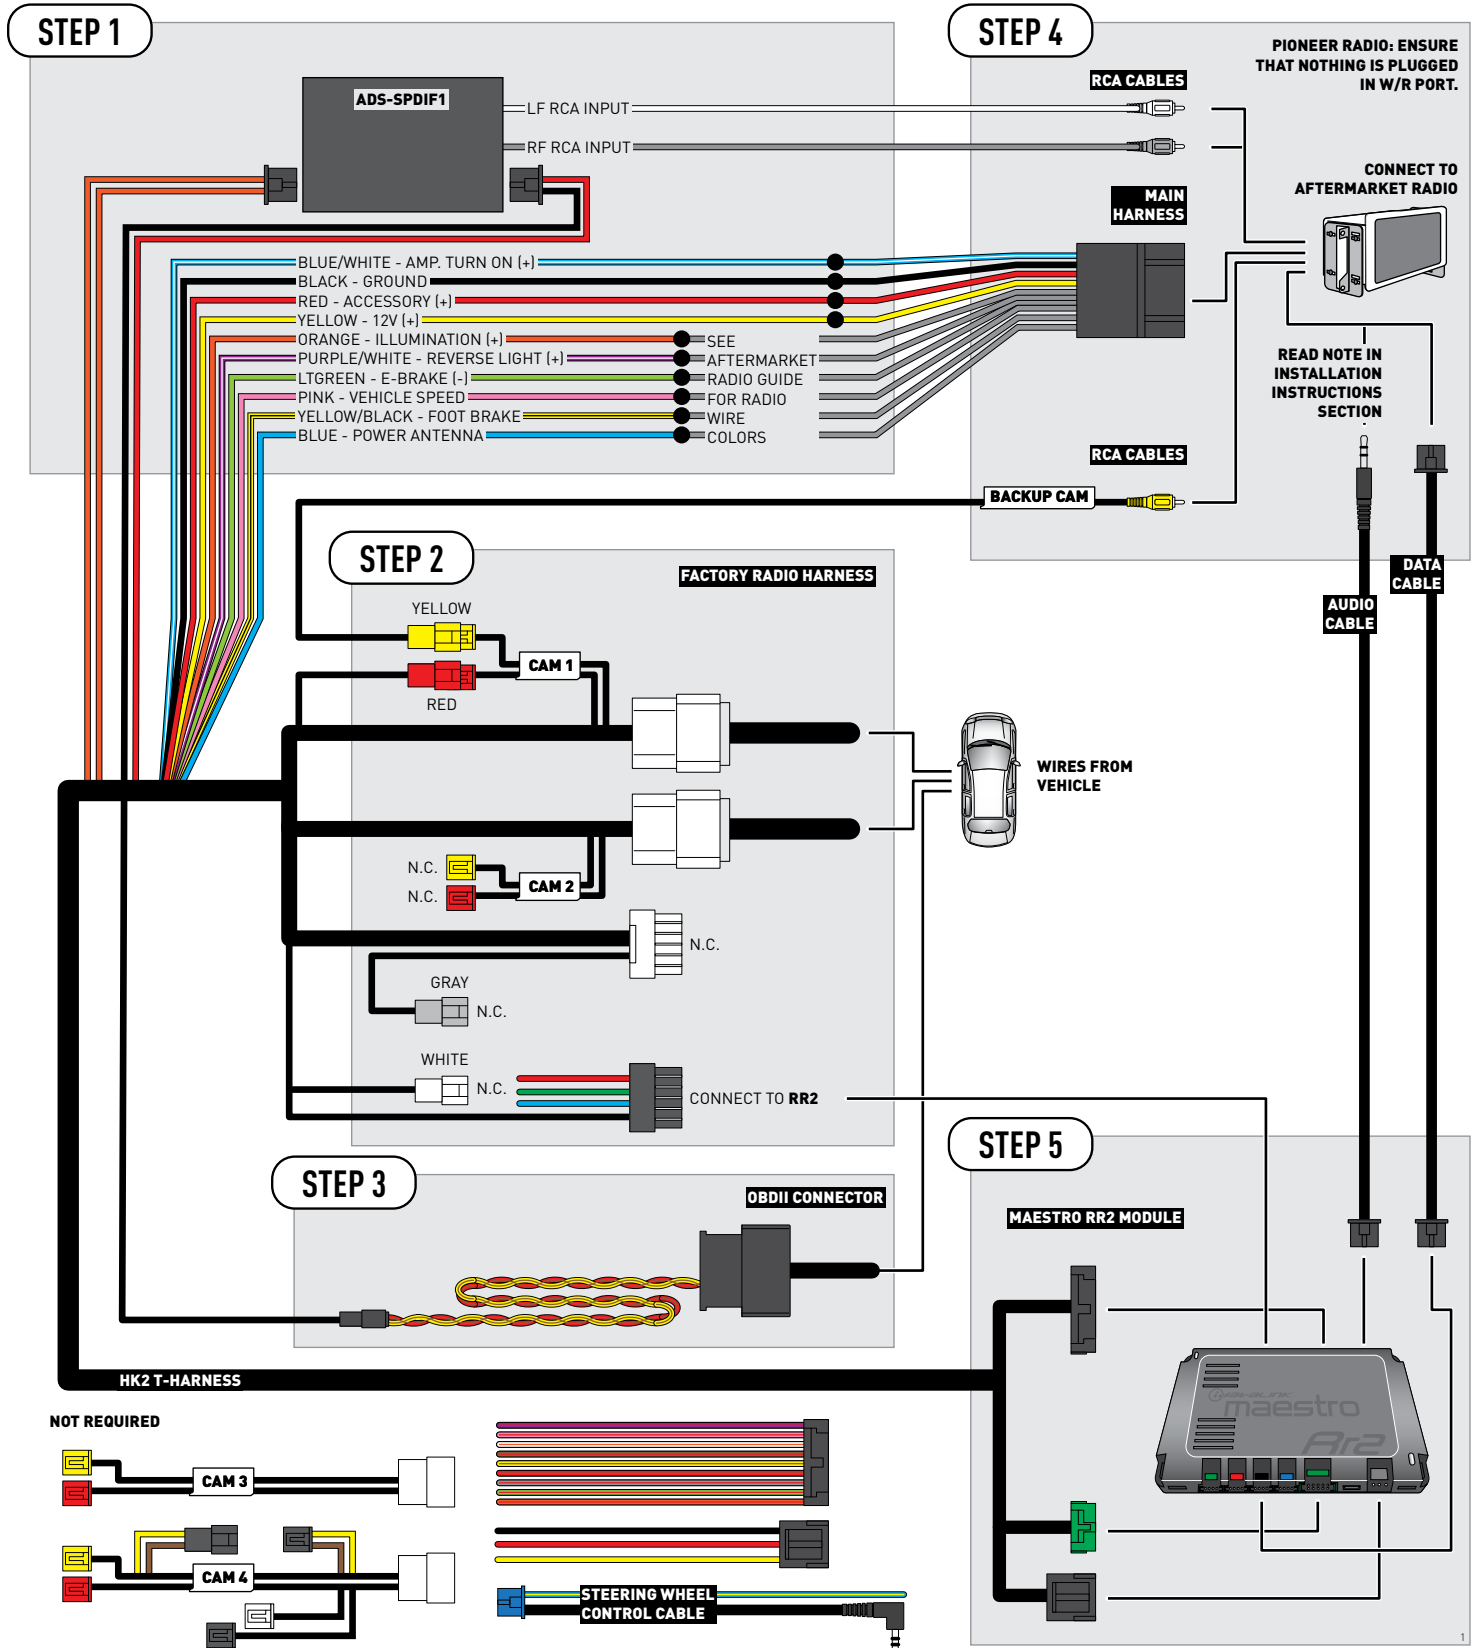 STEP 1
ADS-SPDIF1
LF RCA INPUT
RF RCA INPUT
BLUE/WHITE - AMP. TURN ON (+)
BLACK - GROUND
RED - ACCESSORY (+)
YELLOW - 12V (+)
ORANGE - ILLUMINATION (+)
PURPLE/WHITE - REVERSE LIGHT (+)
LTGREEN - E-BRAKE (-)
PINK - VEHICLE SPEED
YELLOW/BLACK - FOOT BRAKE
BLUE - POWER ANTENNA
SEE
AFTERMARKET
RADIO GUIDE
FOR RADIO
WIRE
COLORS
STEP 4
PIONEER RADIO: ENSURE
THAT NOTHING IS PLUGGED
IN W/R PORT.
RCA CABLES
MAIN
HARNESS
CONNECT TO
AFTERMARKET RADIO
READ NOTE IN
INSTALLATION
INSTRUCTIONS
SECTION
RCA CABLES
BACKUP CAM
DATA
CABLE
AUDIO
CABLE
STEP 2
FACTORY RADIO HARNESS
YELLOW
CAM 1
RED
WIRES FROM
VEHICLE
N.C.
N.C.
CAM 2
N.C.
GRAY
N.C.
WHITE
N.C.
CONNECT TO RR2
STEP 3
OBDII CONNECTOR
STEP 5
MAESTRO RR2 MODULE
maestro
Rr2
HK2 T-HARNESS
NOT REQUIRED
CAM 3
CAM 4
STEERING WHEEL
CONTROL CABLE
1